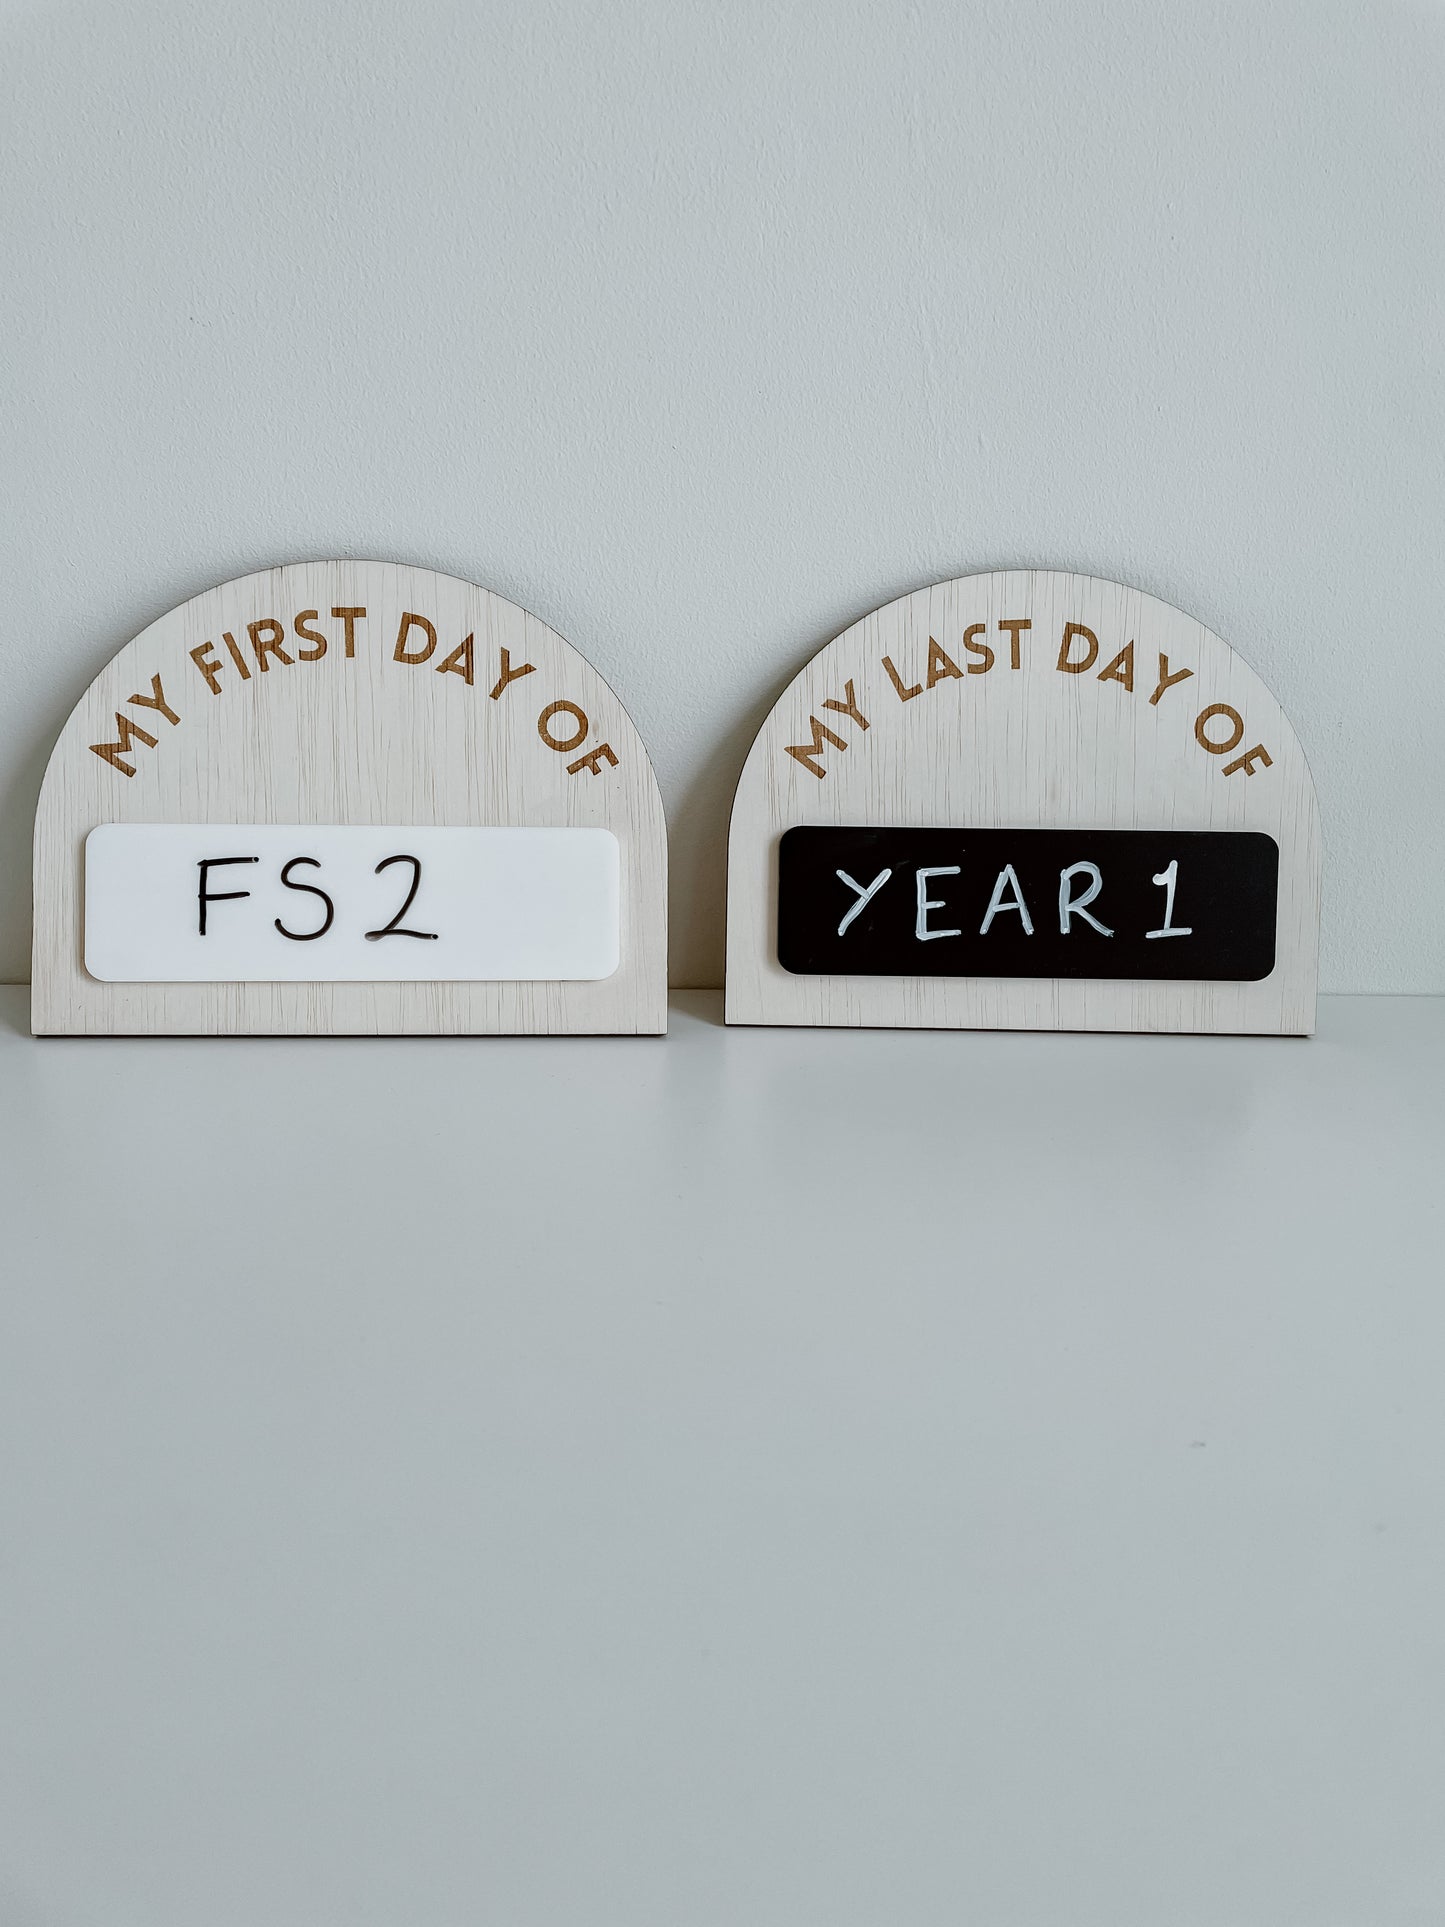 MY FIRST DAY OF
FS2
MY LAST DAY OF
YEAR 1